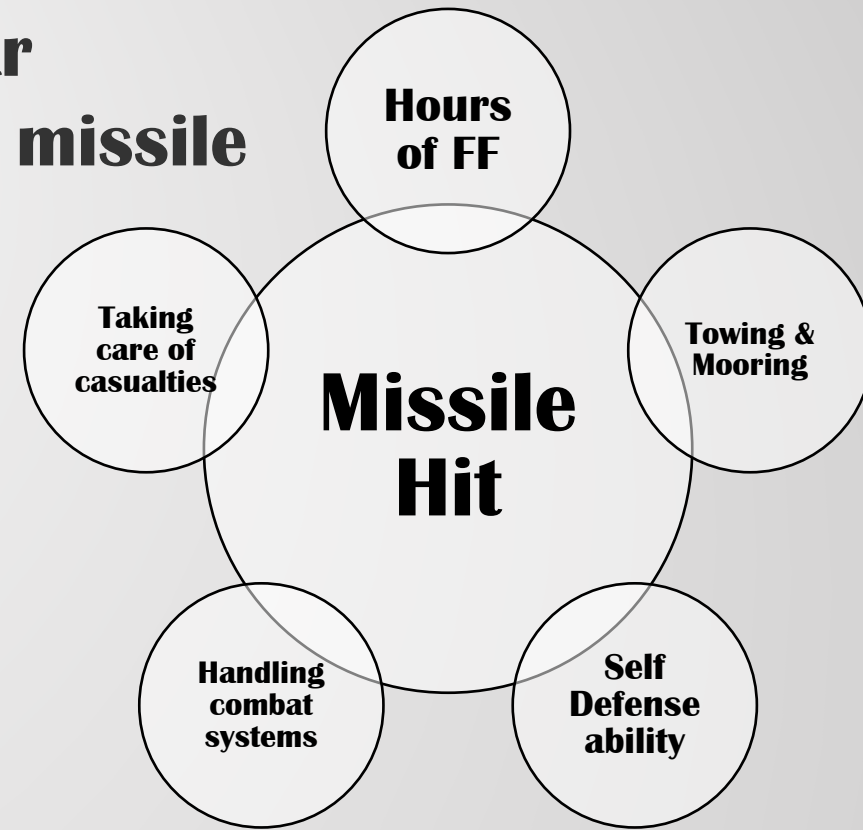 missile
Hours
of FF
Taking
care of
casualties
Towing &
Mooring
Missile
Hit
Handling
combat
systems
Self
Defense
ability